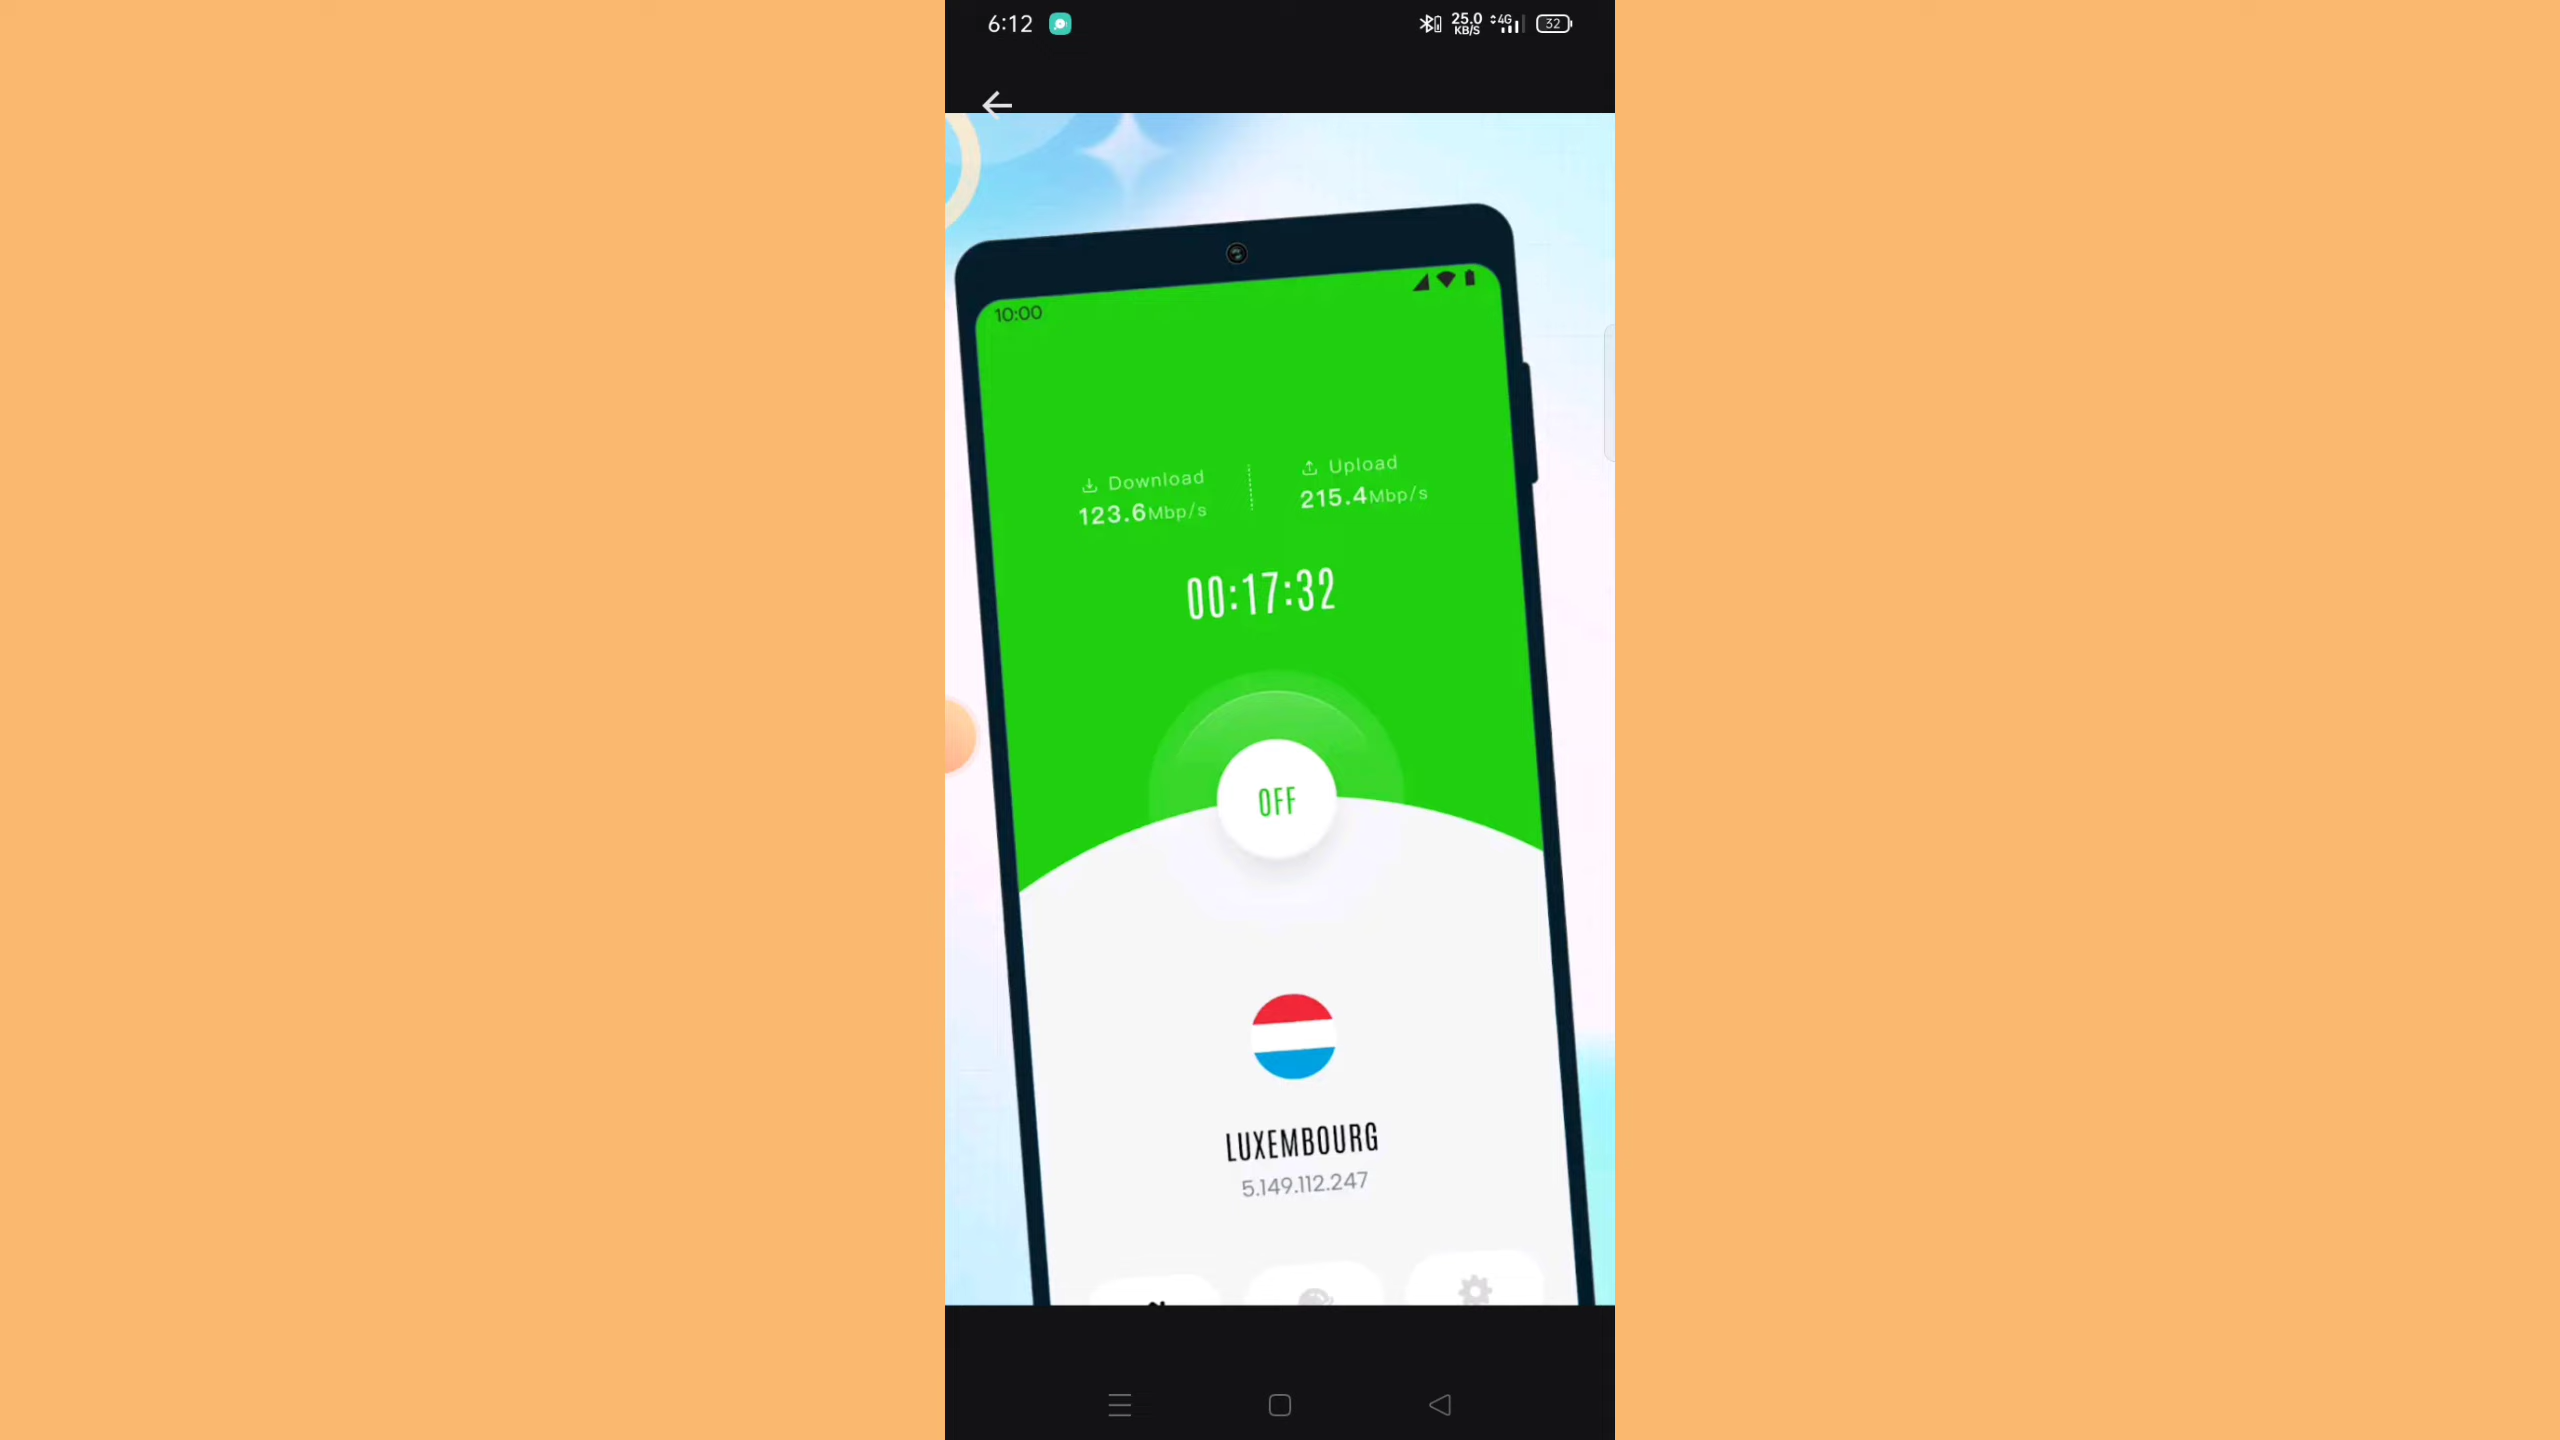 6:12
25.0
KB/S
4G
32
10:00
Download
Upload
123.6Mbp/s
215.4Mbp/s
00:17:32
OFF
LUXEMBOURG
5.149.112.247